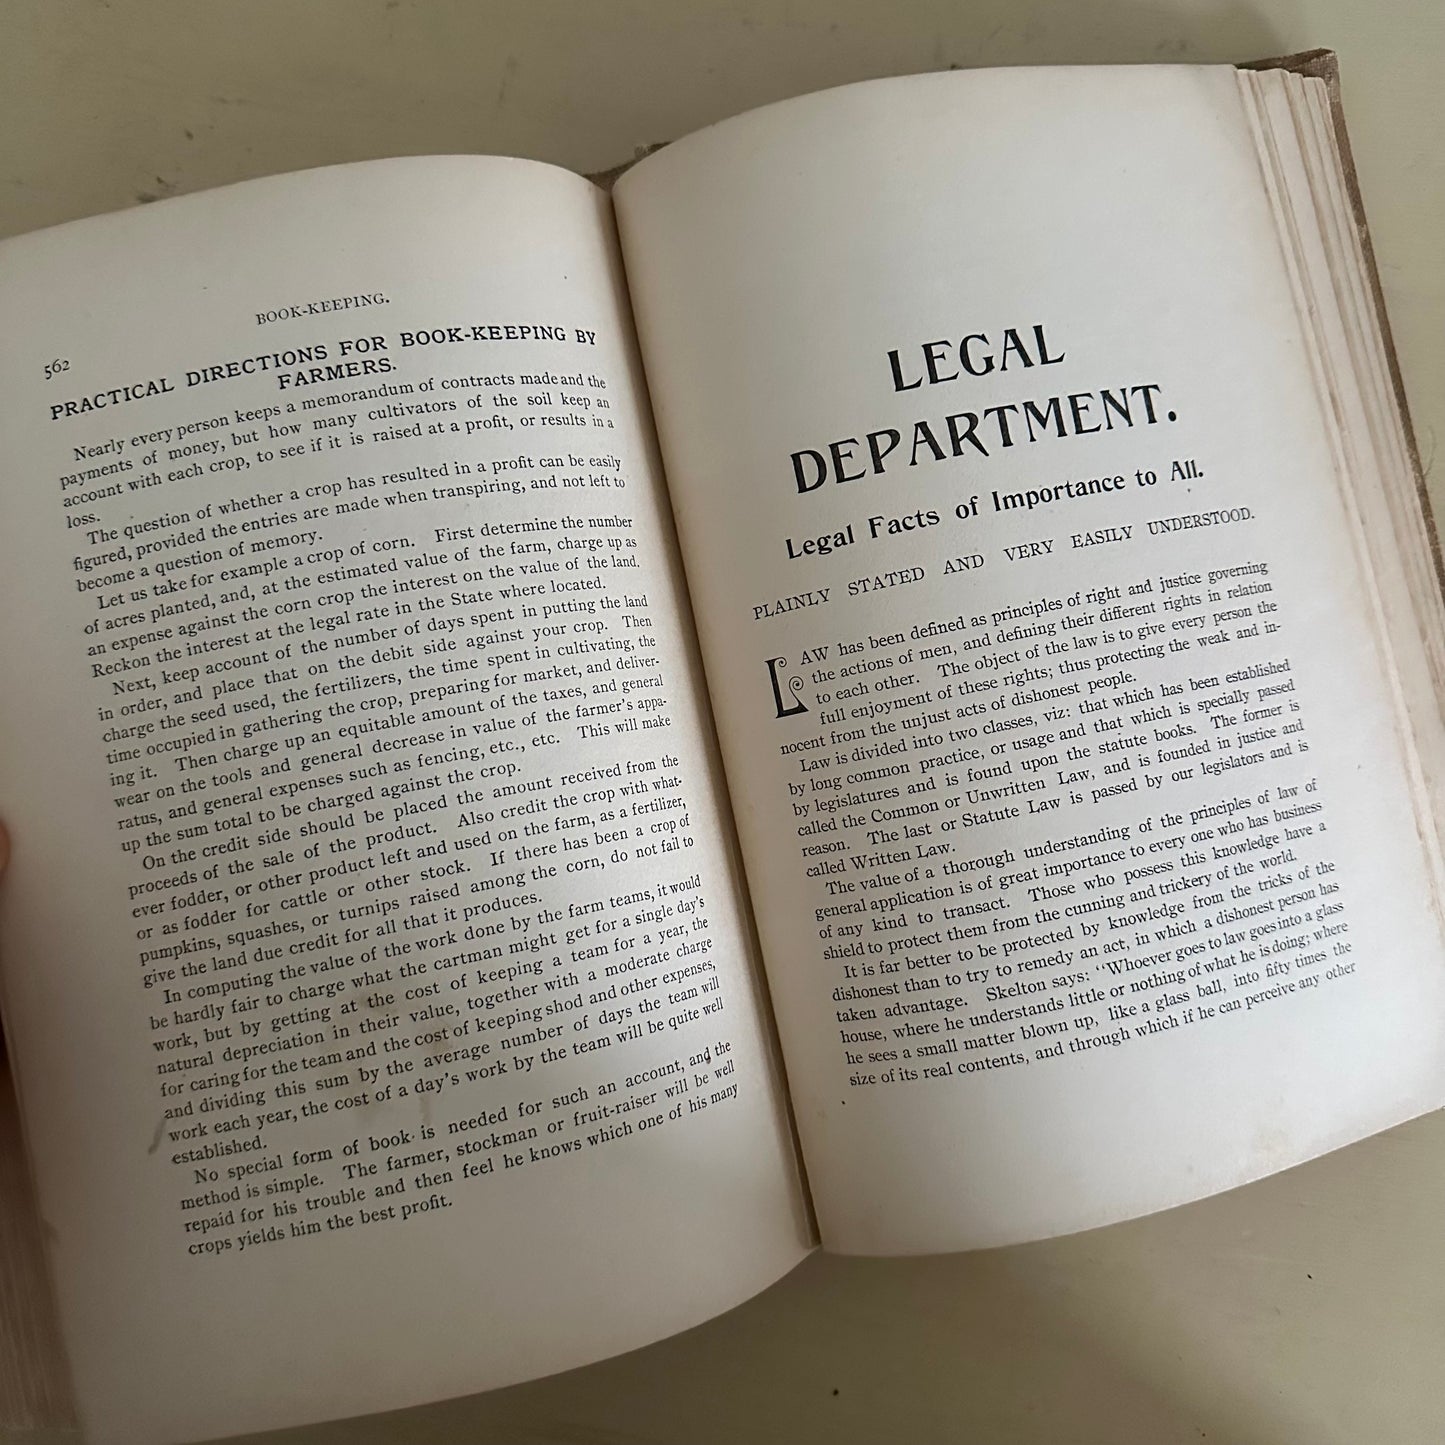 BOOK-KEEPING.
562
PRACTICAL DIRECTIONS FOR BOOK-KEEPING BY
FARMERS.
Nearly every person keeps a memorandum of contracts made and the
payments of money, but how many cultivators of the soil keep an
account with each crop, to see if it is raised at a profit, or results in a
loss.
The question of whether a crop has resulted in a profit can be easily
figured, provided the entries are made when transpiring, and not left to
become a question of memory.
Let us take for example a crop of corn. First determine the number
of acres planted, and, at the estimated value of the farm, charge up as
an expense against the corn crop the interest on the value of the land.
Reckon the interest at the legal rate in the State where located.
Next, keep account of the number of days spent in putting the land
in order, and place that on the debit side against your crop. Then
charge the seed used, the fertilizers, the time spent in cultivating, the
time occupied in gathering the crop, preparing for market, and deliver-
ing it. Then charge up an equitable amount of the taxes, and general
wear on the tools and general decrease in value of the farmer's appa-
ratus, and general expenses such as fencing, etc., etc. This will make
up the sum total to be charged against the crop.
On the credit side should be placed the amount received from the
proceeds of the sale of the product. Also credit the crop with what-
ever fodder, or other product left and used on the farm, as a fertilizer,
or as fodder for cattle or other stock. If there has been a crop of
pumpkins, squashes, or turnips raised among the corn, do not fail to
give the land due credit for all that it produces.
In computing the value of the work done by the farm teams, it would
be hardly fair to charge what the cartman might get for a single day's
work, but by getting at the cost of keeping a team for a year, the
natural depreciation in their value, together with a moderate charge
for caring for the team and the cost of keeping shod and other expenses,
and dividing this sum by the average number of days the team will
work each year, the cost of a day's work by the team will be quite well
established.
No special form of book is needed for such an account, and the
method is simple. The farmer, stockman or fruit-raiser will be well
repaid for his trouble and then feel he knows which one of his many
crops yields him the best profit.
LEGAL
DEPARTMENT.
Legal Facts of Importance to All.
PLAINLY STATED AND VERY EASILY UNDERSTOOD.
LAW has been defined as principles of right and justice governing
the actions of men, and defining their different rights in relation
to each other. The object of the law is to give every person the
full enjoyment of these rights; thus protecting the weak and in-
nocent from the unjust acts of dishonest people.
Law is divided into two classes, viz: that which has been established
by long common practice, or usage and that which is specially passed
by legislatures and is found upon the statute books. The former is
called the Common or Unwritten Law, and is founded in justice and
reason. The last or Statute Law is passed by our legislators and is
called Written Law.
The value of a thorough understanding of the principles of law of
general application is of great importance to every one who has business
of any kind to transact. Those who possess this knowledge have a
shield to protect them from the cunning and trickery of the world.
It is far better to be protected by knowledge from the tricks of the
dishonest than to try to remedy an act, in which a dishonest person has
taken advantage. Skelton says: "Whoever goes to law goes into a glass
house, where he understands little or nothing of what he is doing; where
he sees a small matter blown up, like a glass ball, into fifty times the
size of its real contents, and through which if he can perceive any other